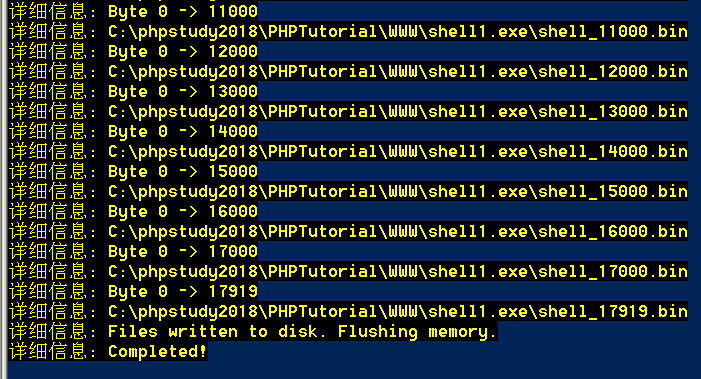 详细信息: Byte 0 -> 11000
详细信息: C:\phpstudy2018\PHPTutorial\WWW\shell1.exe\shell_11000.bin
详细信息: Byte 0 -> 12000
详细信息: C:\phpstudy2018\PHPTutorial\WWW\shell1.exe\shell_12000.bin
详细信息: Byte 0 -> 13000
详细信息: C:\phpstudy2018\PHPTutorial\WWW\shell1.exe\shell_13000.bin
详细信息: Byte 0 -> 14000
详细信息: C:\phpstudy2018\PHPTutorial\WWW\shell1.exe\shell_14000.bin
详细信息: Byte 0 -> 15000
详细信息: C:\phpstudy2018\PHPTutorial\WWW\shell1.exe\shell_15000.bin
详细信息: Byte 0 -> 16000
详细信息: C:\phpstudy2018\PHPTutorial\WWW\shell1.exe\shell_16000.bin
详细信息: Byte 0 -> 17000
详细信息: C:\phpstudy2018\PHPTutorial\WWW\shell1.exe\shell_17000.bin
详细信息: Byte 0 -> 17919
详细信息: C:\phpstudy2018\PHPTutorial\WWW\shell1.exe\shell_17919.bin
详细信息: Files written to disk. Flushing memory.
详细信息: Completed!